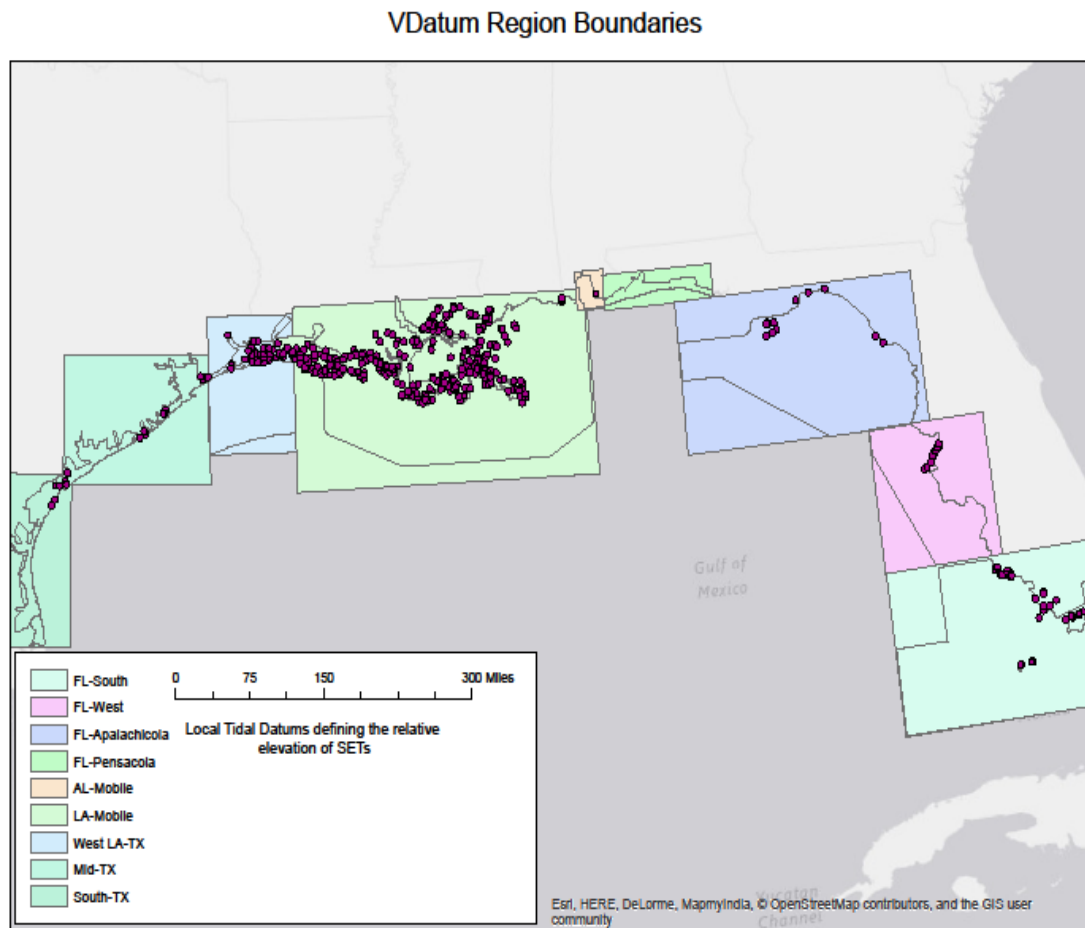 VDatum Region Boundaries
Gulf of
Mexico
FL-South
FL-West
FL-Apalachicola
FL-Pensacola
AL-Mobile
LA-Mobile
West LA-TX
Mid-TX
South-TX
0 75 150 300 Miles
Local Tidal Datums defining the relative
elevation of SETs
Yucatan
Channel
Esri, HERE, DeLorme, MapmyIndia, © OpenStreetMap contributors, and the GIS user
community